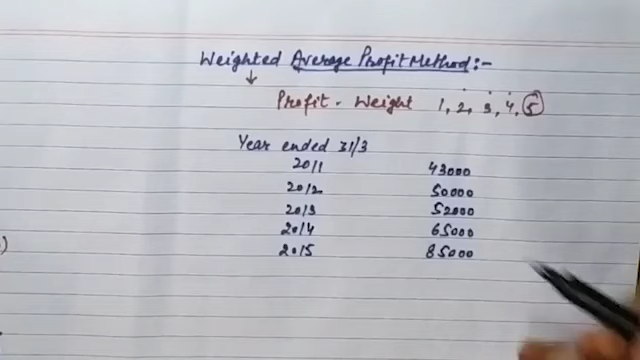 Weighted Average Profit Method:-
↓
Profit - Weight 1, 2, 3, 4, 5
Year ended 31/3
2011 43000
2012 50000
2013 52000
2014 65000
2015 85000
)